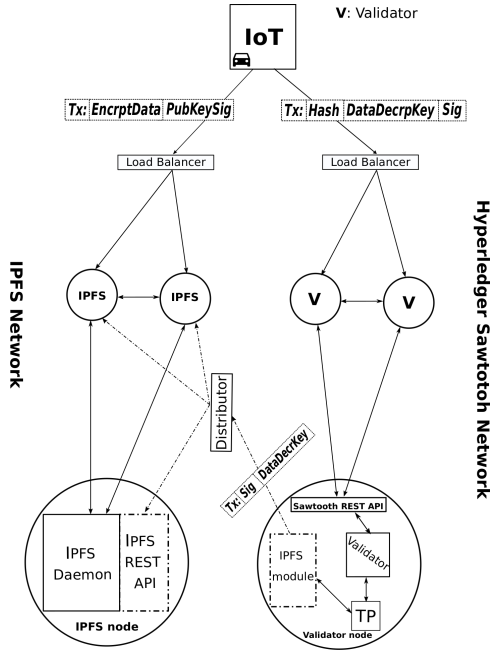 V: Validator
IoT
Tx: EncrptData PubKeySig
Tx: Hash DataDecrpKey Sig
Load Balancer
Load Balancer
IPFS Network
IPFS
IPFS
V
V
Hyperledger Sawtotoh Network
Distributor
Tx: Sig DataDecrKey
Sawtooth REST API
IPFS
Daemon
IPFS
REST
API
IPFS
module
Validator
TP
IPFS node
Validator node